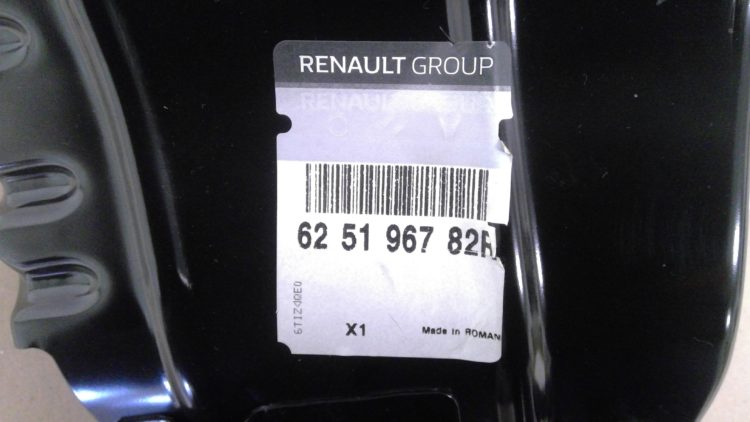 RENAULT GROUP
62 51 967 82R
X1
Made in ROMAN